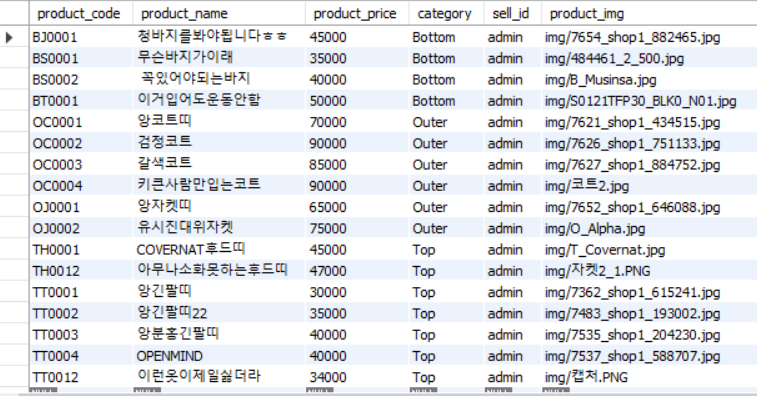 product_code product_name product_price category sell_id product_img
BJ0001 청바지를봐야됩니다ㅎㅎ 45000 Bottom admin img/7654_shop1_882465.jpg
BS0001 무슨바지가이래 35000 Bottom admin img/484461_2_500.jpg
BS0002 꼭있어야되는바지 40000 Bottom admin img/B_Musinsa.jpg
BT0001 이거입어도운동안함 50000 Bottom admin img/S0121TFP30_BLK0_N01.jpg
OC0001 앙코트띠 70000 Outer admin img/7621_shop1_434515.jpg
OC0002 검정코트 90000 Outer admin img/7626_shop1_751133.jpg
OC0003 갈색코트 85000 Outer admin img/7627_shop1_884752.jpg
OC0004 키큰사람만입는코트 90000 Outer admin img/코트2.jpg
OJ0001 앙자켓띠 65000 Outer admin img/7652_shop1_646088.jpg
OJ0002 유시진대위자켓 75000 Outer admin img/O_Alpha.jpg
TH0001 COVERNAT후드띠 45000 Top admin img/T_Covernat.jpg
TH0012 아무나소화못하는후드띠 47000 Top admin img/자켓2_1.PNG
TT0001 앙긴팔띠 30000 Top admin img/7362_shop1_615241.jpg
TT0002 앙긴팔띠22 35000 Top admin img/7483_shop1_193002.jpg
TT0003 앙분홍긴팔띠 40000 Top admin img/7535_shop1_204230.jpg
TT0004 OPENMIND 40000 Top admin img/7537_shop1_588707.jpg
TT0012 이런옷이제일싫더라 34000 Top admin img/캡처.PNG